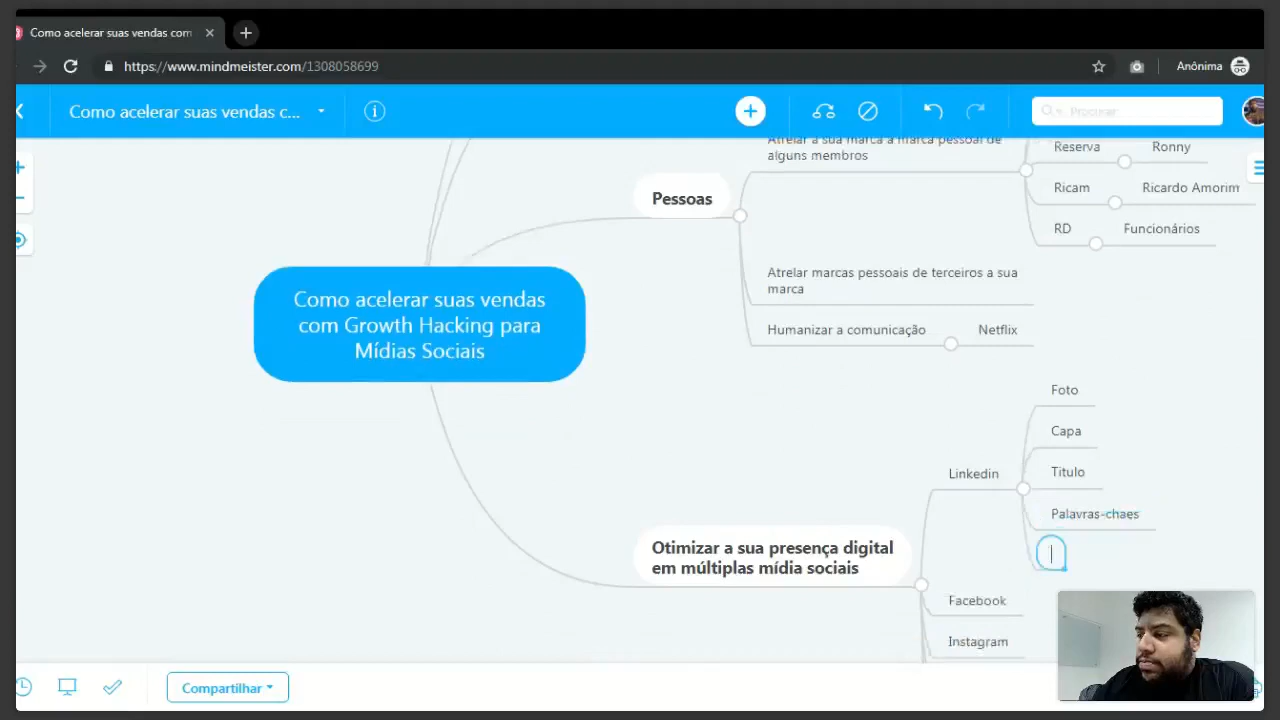 Como acelerar suas vendas com
https://www.mindmeister.com/1308058699
Anônima
Como acelerar suas vendas c...
Procurar
Atrelar a sua marca a marca pessoal de
alguns membros
Reserva
Ronny
Ricam
Ricardo Amorim
RD
Funcionários
Pessoas
Atrelar marcas pessoais de terceiros a sua
marca
Humanizar a comunicação
Netflix
Como acelerar suas vendas
com Growth Hacking para
Mídias Sociais
Foto
Capa
Titulo
Palavras-chaes
Linkedin
Otimizar a sua presença digital
em múltiplas mídia sociais
Facebook
Instagram
Compartilhar